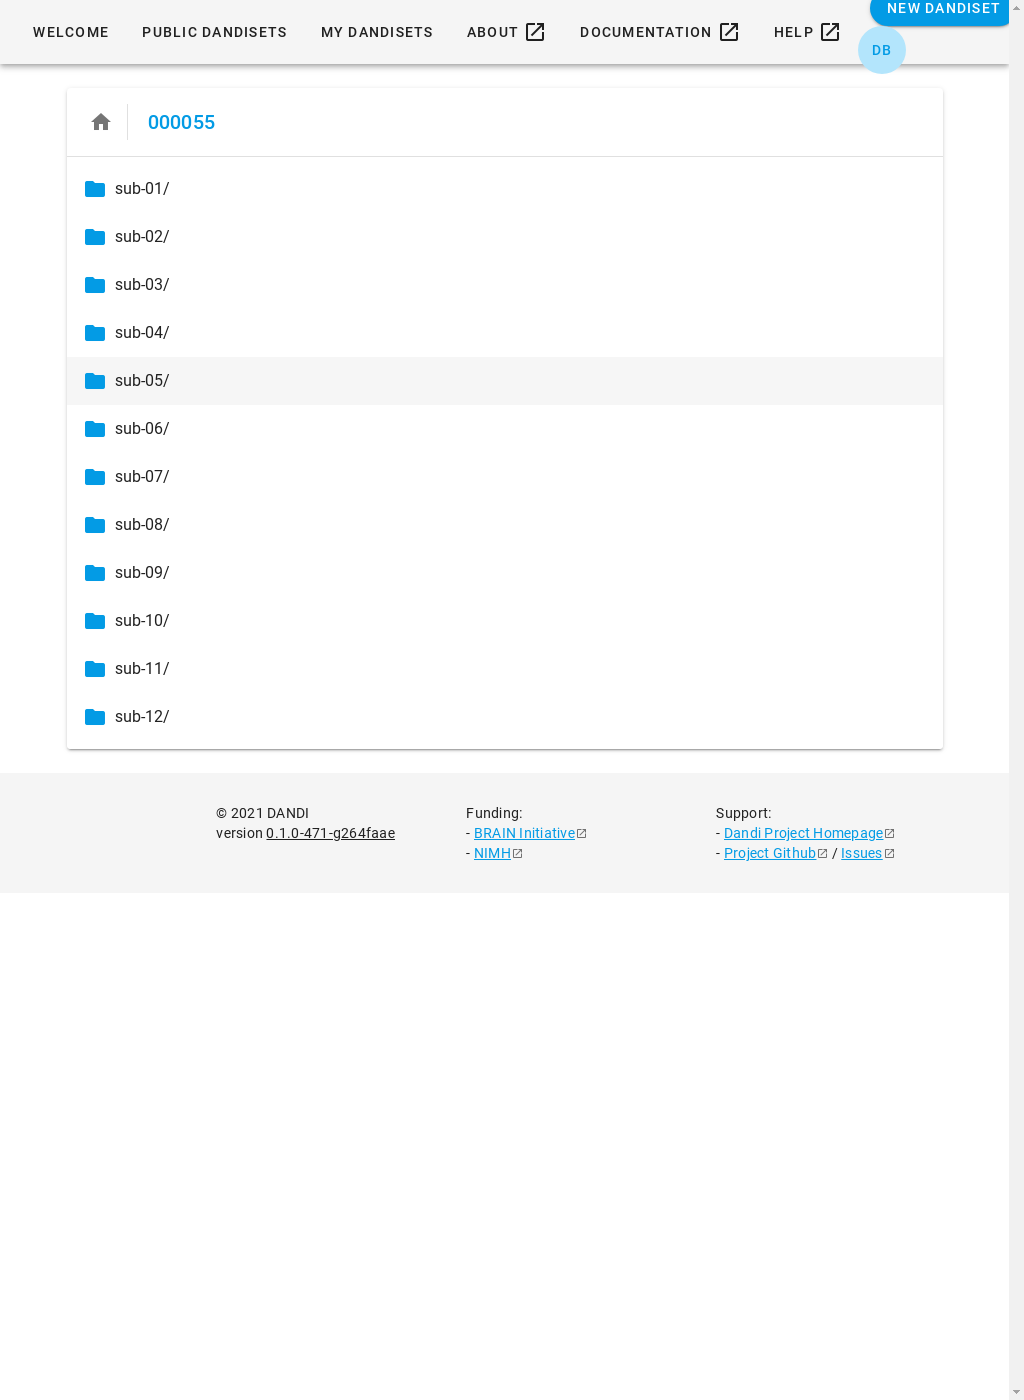 NEW DANDISET
WELCOME PUBLIC DANDISETS MY DANDISETS ABOUT DOCUMENTATION HELP
DB
000055
sub-01/
sub-02/
sub-03/
sub-04/
sub-05/
sub-06/
sub-07/
sub-08/
sub-09/
sub-10/
sub-11/
sub-12/
© 2021 DANDI
version 0.1.0-471-g264faae
Funding:
- BRAIN Initiative
- NIMH
Support:
- Dandi Project Homepage
- Project Github / Issues